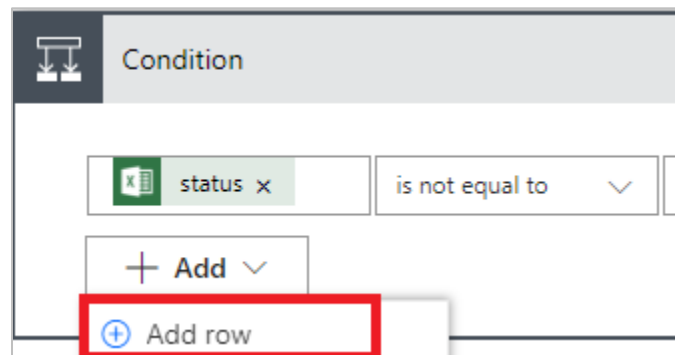 Condition
status x
is not equal to
+ Add
Add row